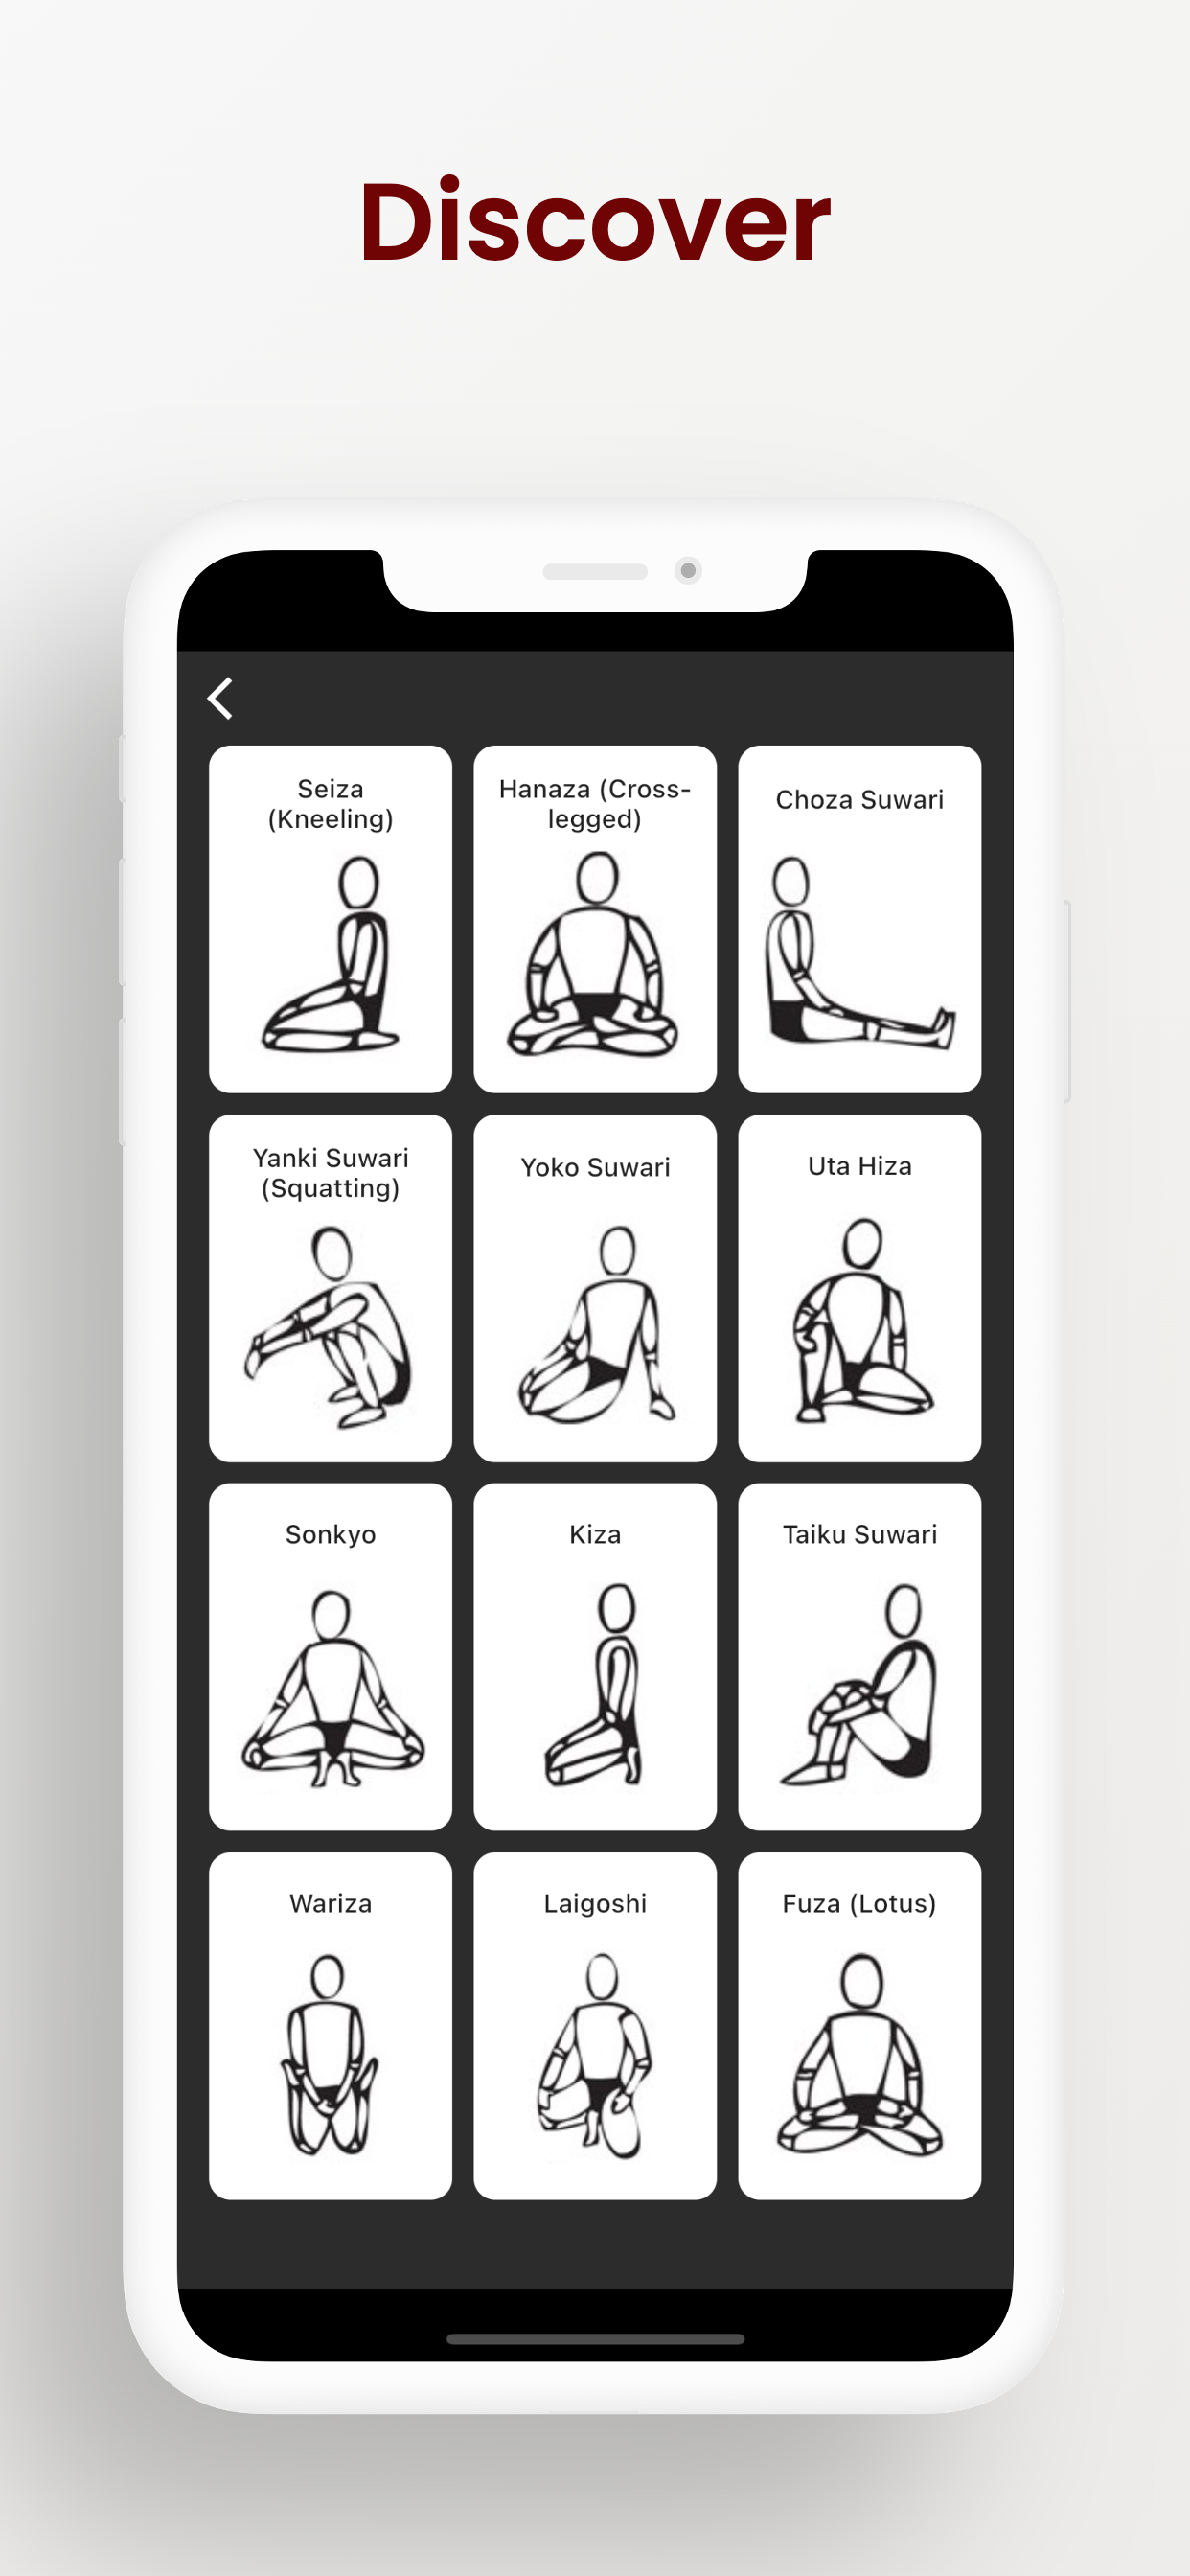 Discover
Seiza
(Kneeling)
Hanaza (Cross-
legged)
Choza Suwari
Yanki Suwari
(Squatting)
Yoko Suwari
Uta Hiza
Sonkyo
Kiza
Taiku Suwari
Wariza
Laigoshi
Fuza (Lotus)